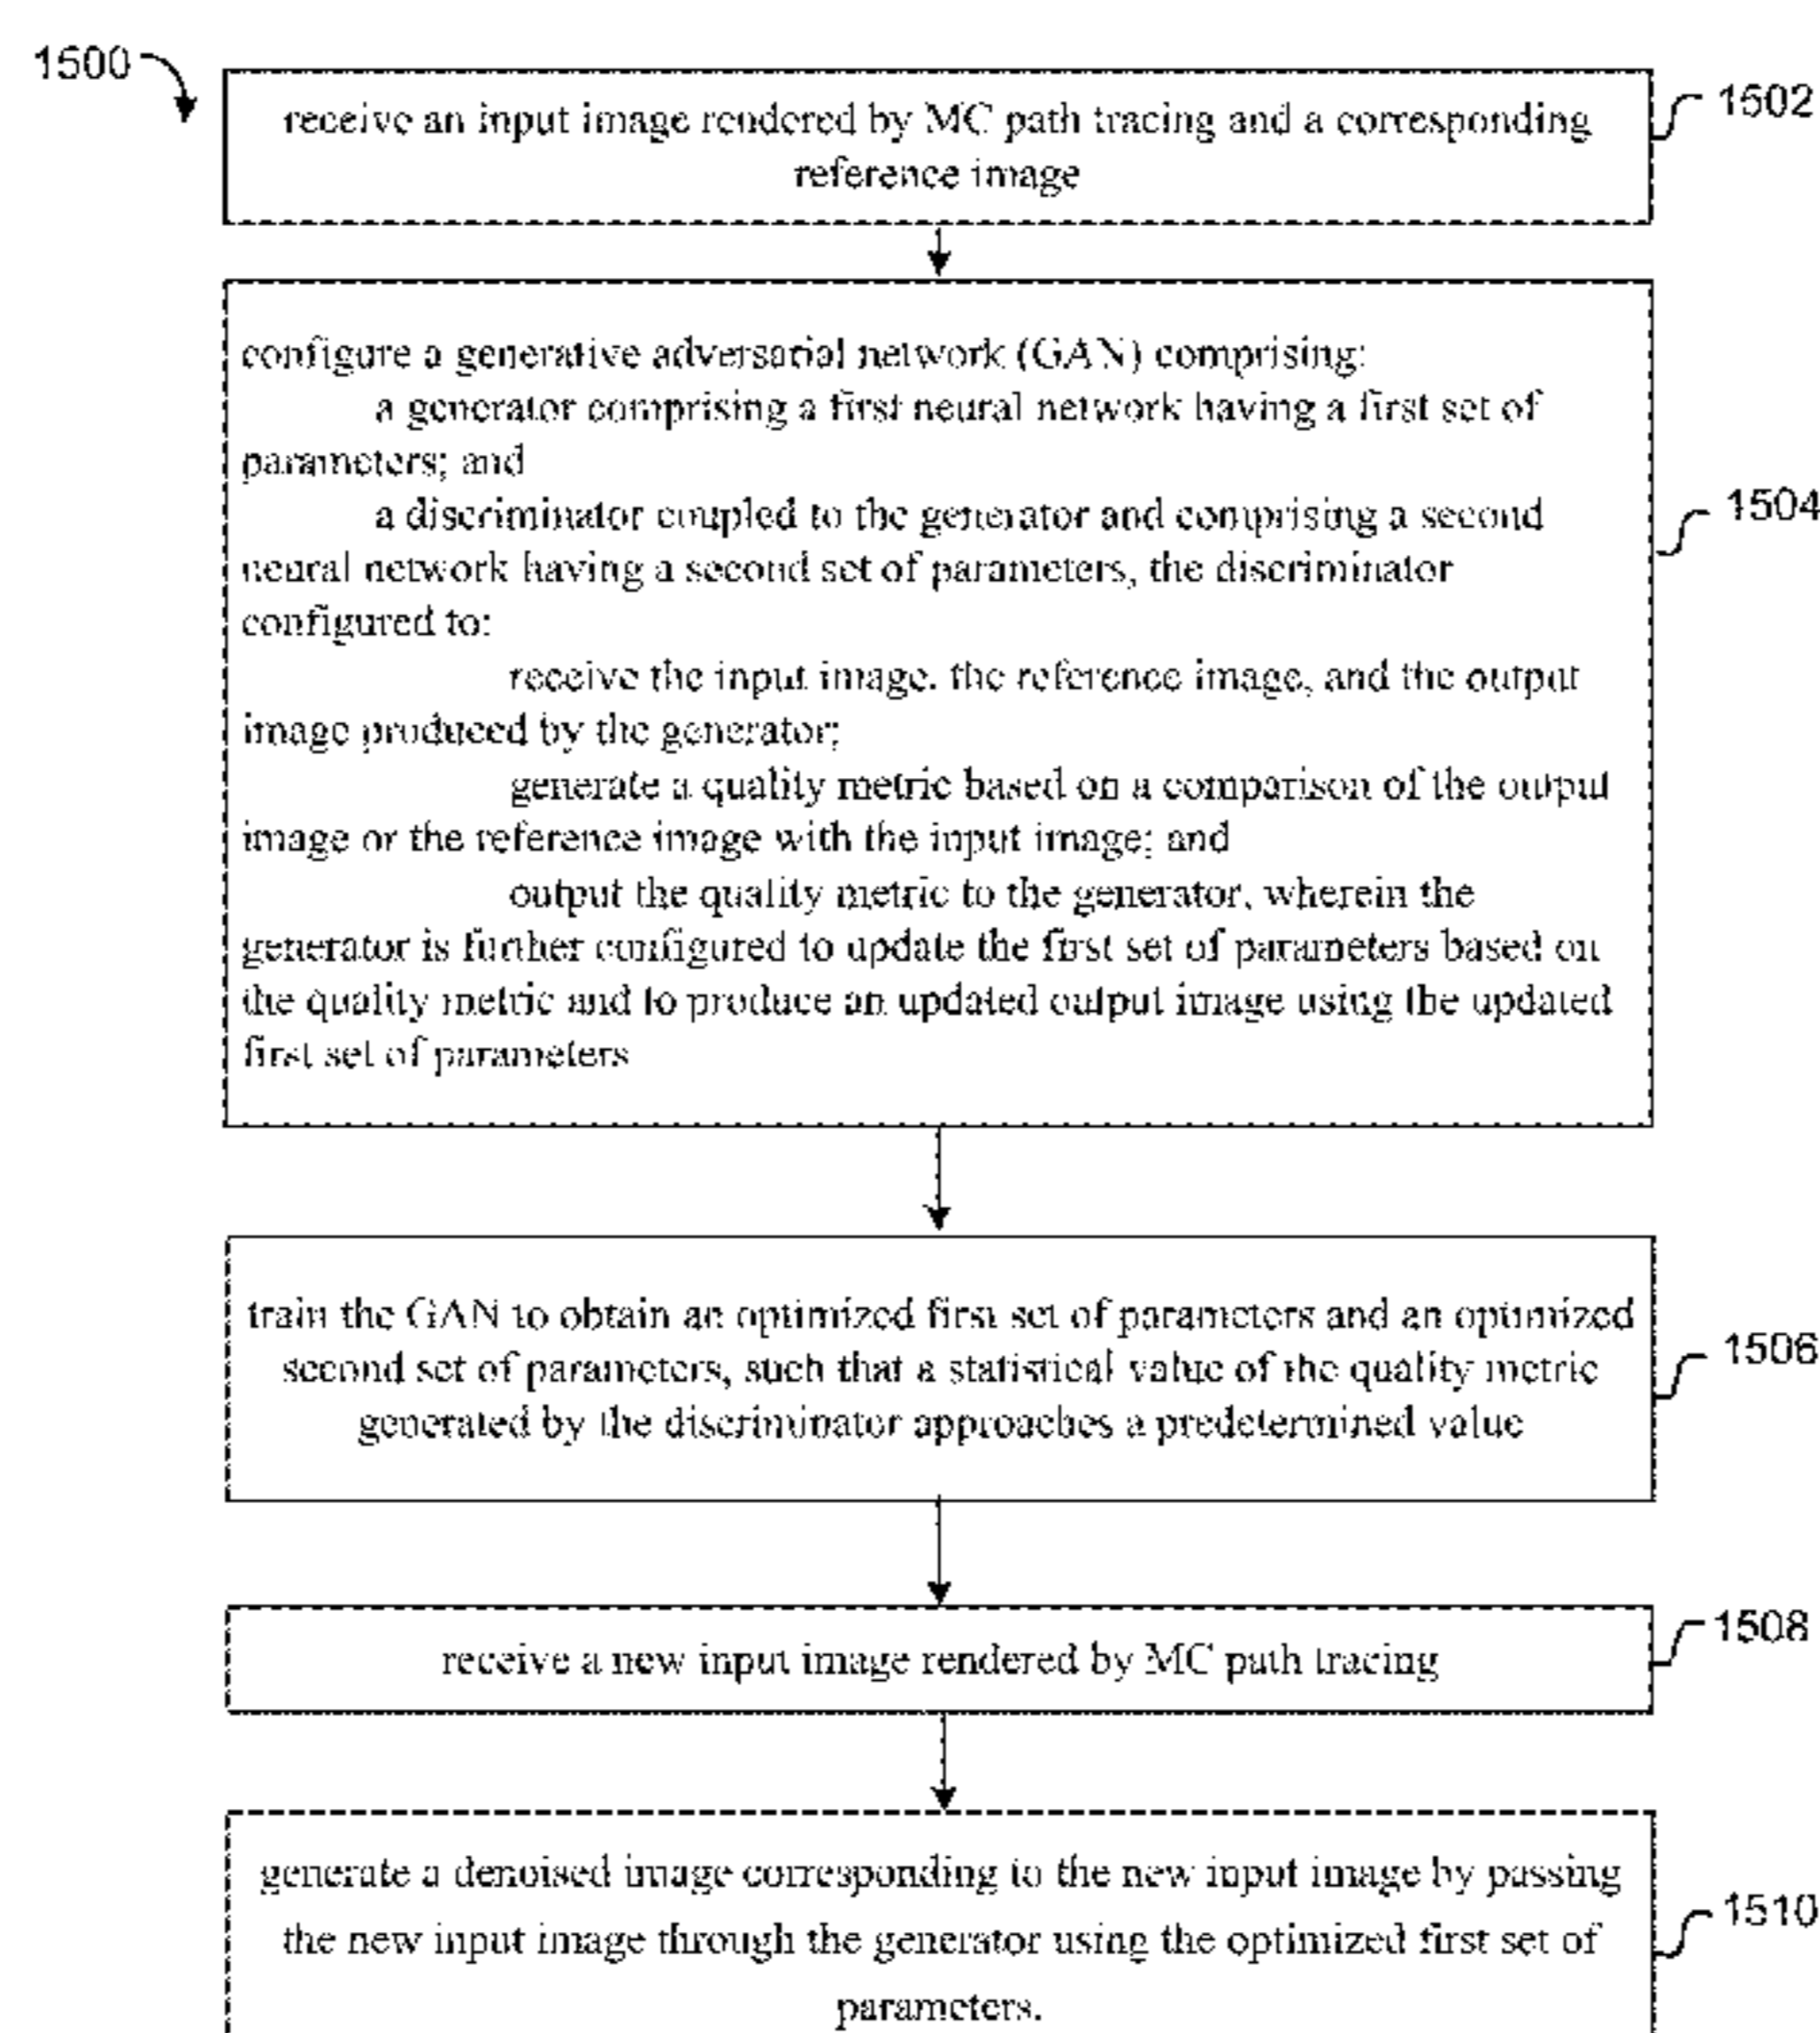 1500
receive an input image rendered by MC path tracing and a corresponding
reference image
1502
configure a generative adversarial network (GAN) comprising:
a generator comprising a first neural network having a first set of
parameters; and
a discriminator coupled to the generator and comprising a second
neural network having a second set of parameters, the discriminator
configured to:
receive the input image, the reference image, and the output
image produced by the generator;
generate a quality metric based on a comparison of the output
image or the reference image with the input image; and
output the quality metric to the generator, wherein the
generator is further configured to update the first set of parameters based on
the quality metric and to produce an updated output image using the updated
first set of parameters
1504
train the GAN to obtain an optimized first set of parameters and an optimized
second set of parameters, such that a statistical value of the quality metric
generated by the discriminator approaches a predetermined value
1506
receive a new input image rendered by MC path tracing
1508
generate a denoised image corresponding to the new input image by passing
the new input image through the generator using the optimized first set of
parameters.
1510